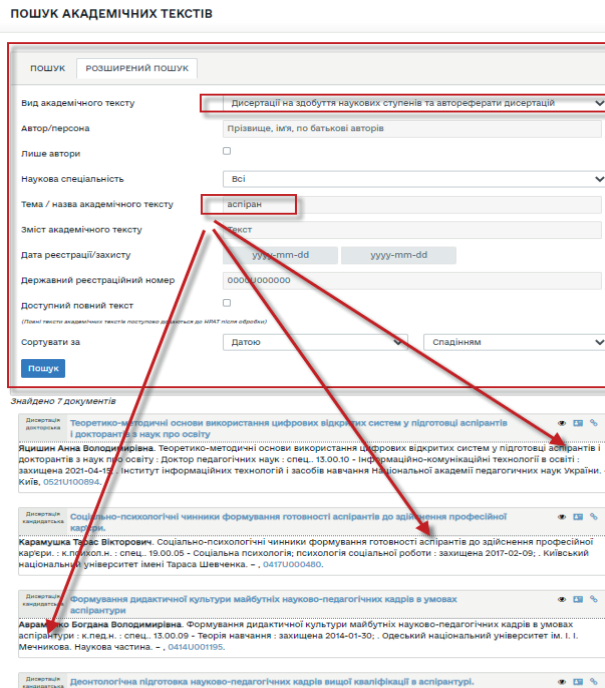 ПОШУК АКАДЕМІЧНИХ ТЕКСТІВ
ПОШУК РОЗШИРЕНИЙ ПОШУК
Вид академічного тексту Дисертації на здобуття наукових ступенів та автореферати дисертацій
Автор/персона Прізвище, ім'я, по батькові авторів
Лише автори
Наукова спеціальність Всі
Тема / назва академічного тексту аспіран
Зміст академічного тексту Текст
Дата реєстрації/захисту yyyy-mm-dd yyyy-mm-dd
Державний реєстраційний номер 0000U000000
Доступний повний текст
(Повні тексти академічних текстів поступово додаються до НРАТ після обробки)
Сортувати за Датою Спадінням
Пошук
Знайдено 7 документів
Дисертація докторська Теоретико-методичні основи використання цифрових відкритих систем у підготовці аспірантів
і докторантів з наук про освіту
Яцишин Анна Володимирівна. Теоретико-методичні основи використання цифрових відкритих систем у підготовці аспірантів і
докторантів з наук про освіту : Доктор педагогічних наук : спец.. 13.00.10 - Інформаційно-комунікаційні технології в освіті :
захищена 2021-04-15; . Інститут інформаційних технологій і засобів навчання Національної академії педагогічних наук України. –
Київ, 0521U100894.
Дисертація кандидатська Соціально-психологічні чинники формування готовності аспірантів до здійснення професійної
кар'єри.
Карамушка Тарас Вікторович. Соціально-психологічні чинники формування готовності аспірантів до здійснення професійної
кар'єри. : к.психол.н. : спец.. 19.00.05 - Соціальна психологія; психологія соціальної роботи : захищена 2017-02-09; . Київський
національний університет імені Тараса Шевченка. – , 0417U000480.
Дисертація кандидатська Формування дидактичної культури майбутніх науково-педагогічних кадрів в умовах
аспірантури
Богдана Володимирівна. Формування дидактичної культури майбутніх науково-педагогічних кадрів в умовах
аспірантури : к.пед.н. : спец.. 13.00.09 - Теорія навчання : захищена 2014-01-30; . Одеський національний університет ім. І. І.
Мечникова. Наукова частина. – , 0414U001195.
Дисертація кандидатська Деонтологічна підготовка науково-педагогічних кадрів вищої кваліфікації в аспірантурі.